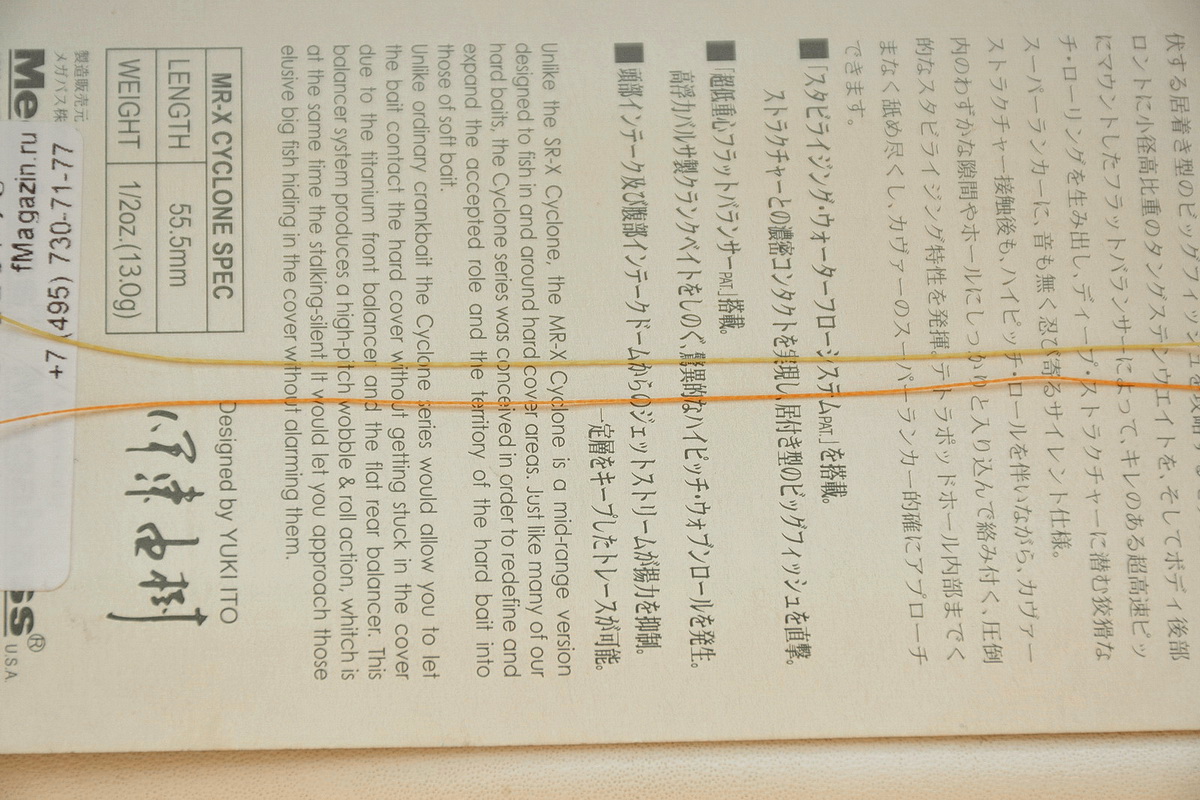 伏する居着き型のビッグフィッシュを攻略す
ロントに小径高比重のタングステンウエイトを、そしてボディ後部
にマウントしたフラットバランサーによって、キレのある超高速ピッ
チ・ローリングを生み出し、ディープ・ストラクチャーに潜む狡猾な
スーパーランカーに、音も無く忍び寄るサイレント仕様。
ストラクチャー接触後も、ハイピッチ・ロールを伴いながら、カヴァー
内のわずかな隙間やホールにしっかりと入り込んで絡み付く、圧倒
的なスタビライジング特性を発揮。テトラポッドホール内部までく
まなく舐め尽くし、カヴァーのスーパーランカー的確にアプローチ
できます。
■「スタビライジング・ウォーターフローシステムPAT.」を搭載。
ストラクチャーとの濃密コンタクトを実現し、居付き型のビッグフィッシュを直撃。
■「超低重心フラットバランサーPAT.」搭載。
高浮力バルサ製クランクベイトをしのぐ、驚異的なハイピッチ・ウォブンロールを発生。
■頭部インテーク及び腹部インテークドームからのジェットストリームが揚力を抑制。
一定層をキープしたトレースが可能。
Unlike the SR-X Cyclone, the MR-X Cyclone is a mid-range version
designed to fish in and around hard cover areas. Just like many of our
hard baits, the Cyclone series was conceived in order to redefine and
expand the accepted role and the territory of the hard bait into
those of soft bait.
Unlike ordinary crankbait the Cyclone series would allow you to let
the bait contact the hard cover without getting stuck in the cover
due to the titanium front balancer and the flat rear balancer. This
balancer system produces a high-pitch wobble & roll action, whitch is
at the same time the stalking-silent. It would let you approach those
elusive big fish hiding in the cover without alarming them.
MR-X CYCLONE SPEC
LENGTH 55.5mm
WEIGHT 1/2oz.(13.0g)
Designed by YUKI ITO
伊津由樹
製造販売元
メガバス株
Me
ss®
U.S.A.
+7 (495) 730-71-77
fMagazin.ru